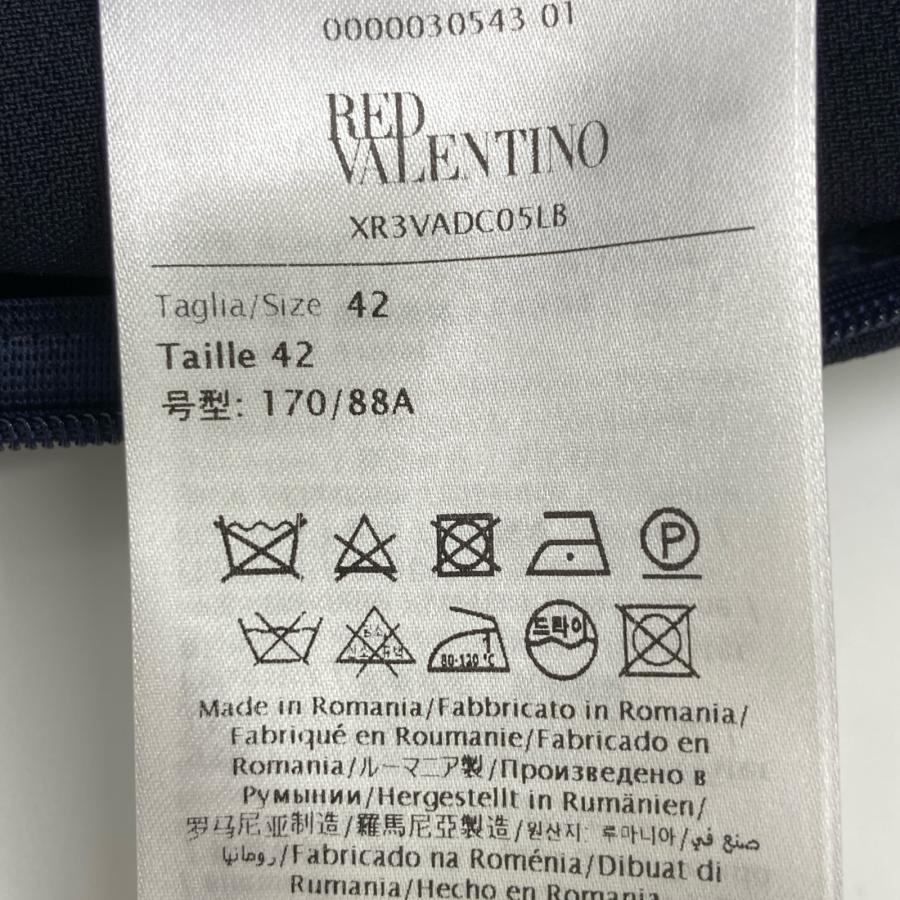 0000030543 01
RED
VALENTINO
XR3VADC05LB
Taglia/Size 42
Taille 42
号型: 170/88A
P
드라이
80-120 °C
Made in Romania/Fabbricato in Romania/
Fabriqué en Roumanie/Fabricado en
Romania/ルーマニア製/Произведено в
Румынии/Hergestellt in Rumänien/
罗马尼亚制造/羅馬尼亞製造/원산지: 루마니아/صنع في
رومانيا/Fabricado na Roménia/Dibuat di
Rumania/Hecho en Romania